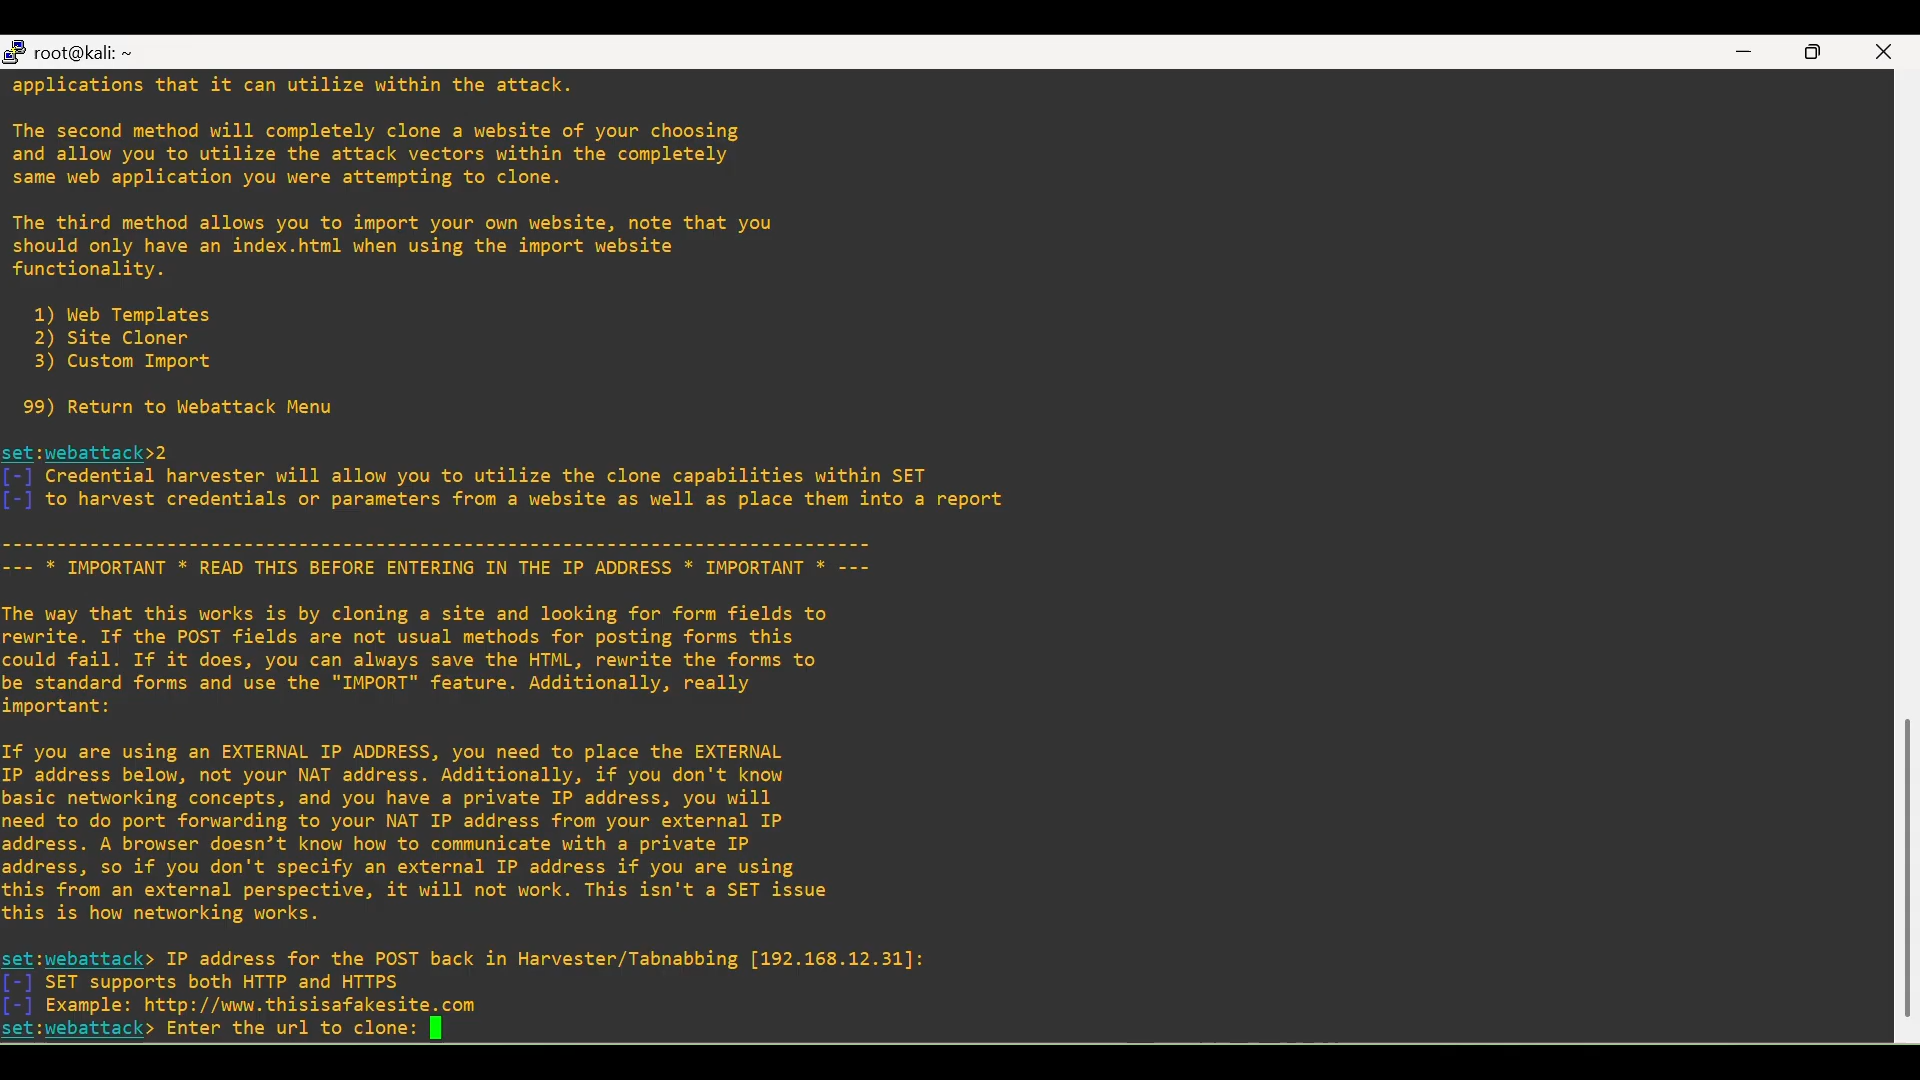 root@kali: ~
applications that it can utilize within the attack.
The second method will completely clone a website of your choosing
and allow you to utilize the attack vectors within the completely
same web application you were attempting to clone.
The third method allows you to import your own website, note that you
should only have an index.html when using the import website
functionality.
1) Web Templates
2) Site Cloner
3) Custom Import
99) Return to Webattack Menu
set:webattack>2
[-] Credential harvester will allow you to utilize the clone capabilities within SET
[-] to harvest credentials or parameters from a website as well as place them into a report
-------------------------------------------------------------------------------
--- * IMPORTANT * READ THIS BEFORE ENTERING IN THE IP ADDRESS * IMPORTANT * ---
The way that this works is by cloning a site and looking for form fields to
rewrite. If the POST fields are not usual methods for posting forms this
could fail. If it does, you can always save the HTML, rewrite the forms to
be standard forms and use the "IMPORT" feature. Additionally, really
important:
If you are using an EXTERNAL IP ADDRESS, you need to place the EXTERNAL
IP address below, not your NAT address. Additionally, if you don't know
basic networking concepts, and you have a private IP address, you will
need to do port forwarding to your NAT IP address from your external IP
address. A browser doesn’t know how to communicate with a private IP
address, so if you don't specify an external IP address if you are using
this from an external perspective, it will not work. This isn't a SET issue
this is how networking works.
set:webattack> IP address for the POST back in Harvester/Tabnabbing [192.168.12.31]:
[-] SET supports both HTTP and HTTPS
[-] Example: http://www.thisisafakesite.com
set:webattack> Enter the url to clone: